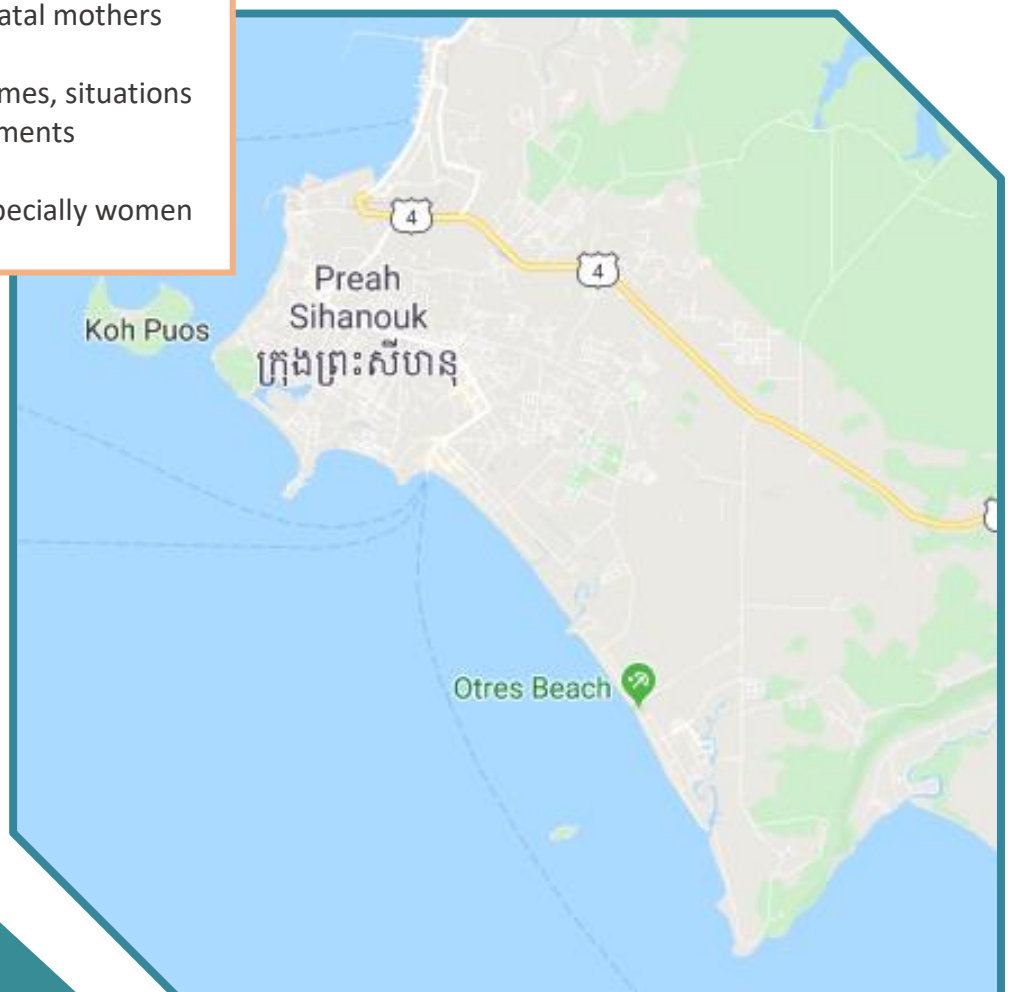 atal mothers
mes, situations
ments
pecially women
4
4
Preah
Sihanouk
ក្រុងព្រះសីហនុ
Koh Puos
Otres Beach